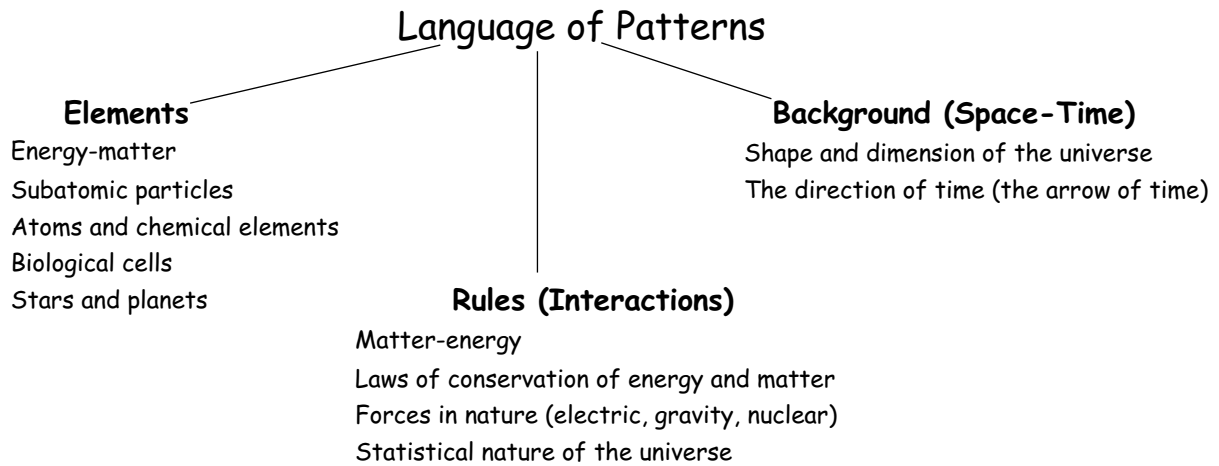 Language of Patterns
Elements
Energy-matter
Subatomic particles
Atoms and chemical elements
Biological cells
Stars and planets
Background (Space-Time)
Shape and dimension of the universe
The direction of time (the arrow of time)
Rules (Interactions)
Matter-energy
Laws of conservation of energy and matter
Forces in nature (electric, gravity, nuclear)
Statistical nature of the universe